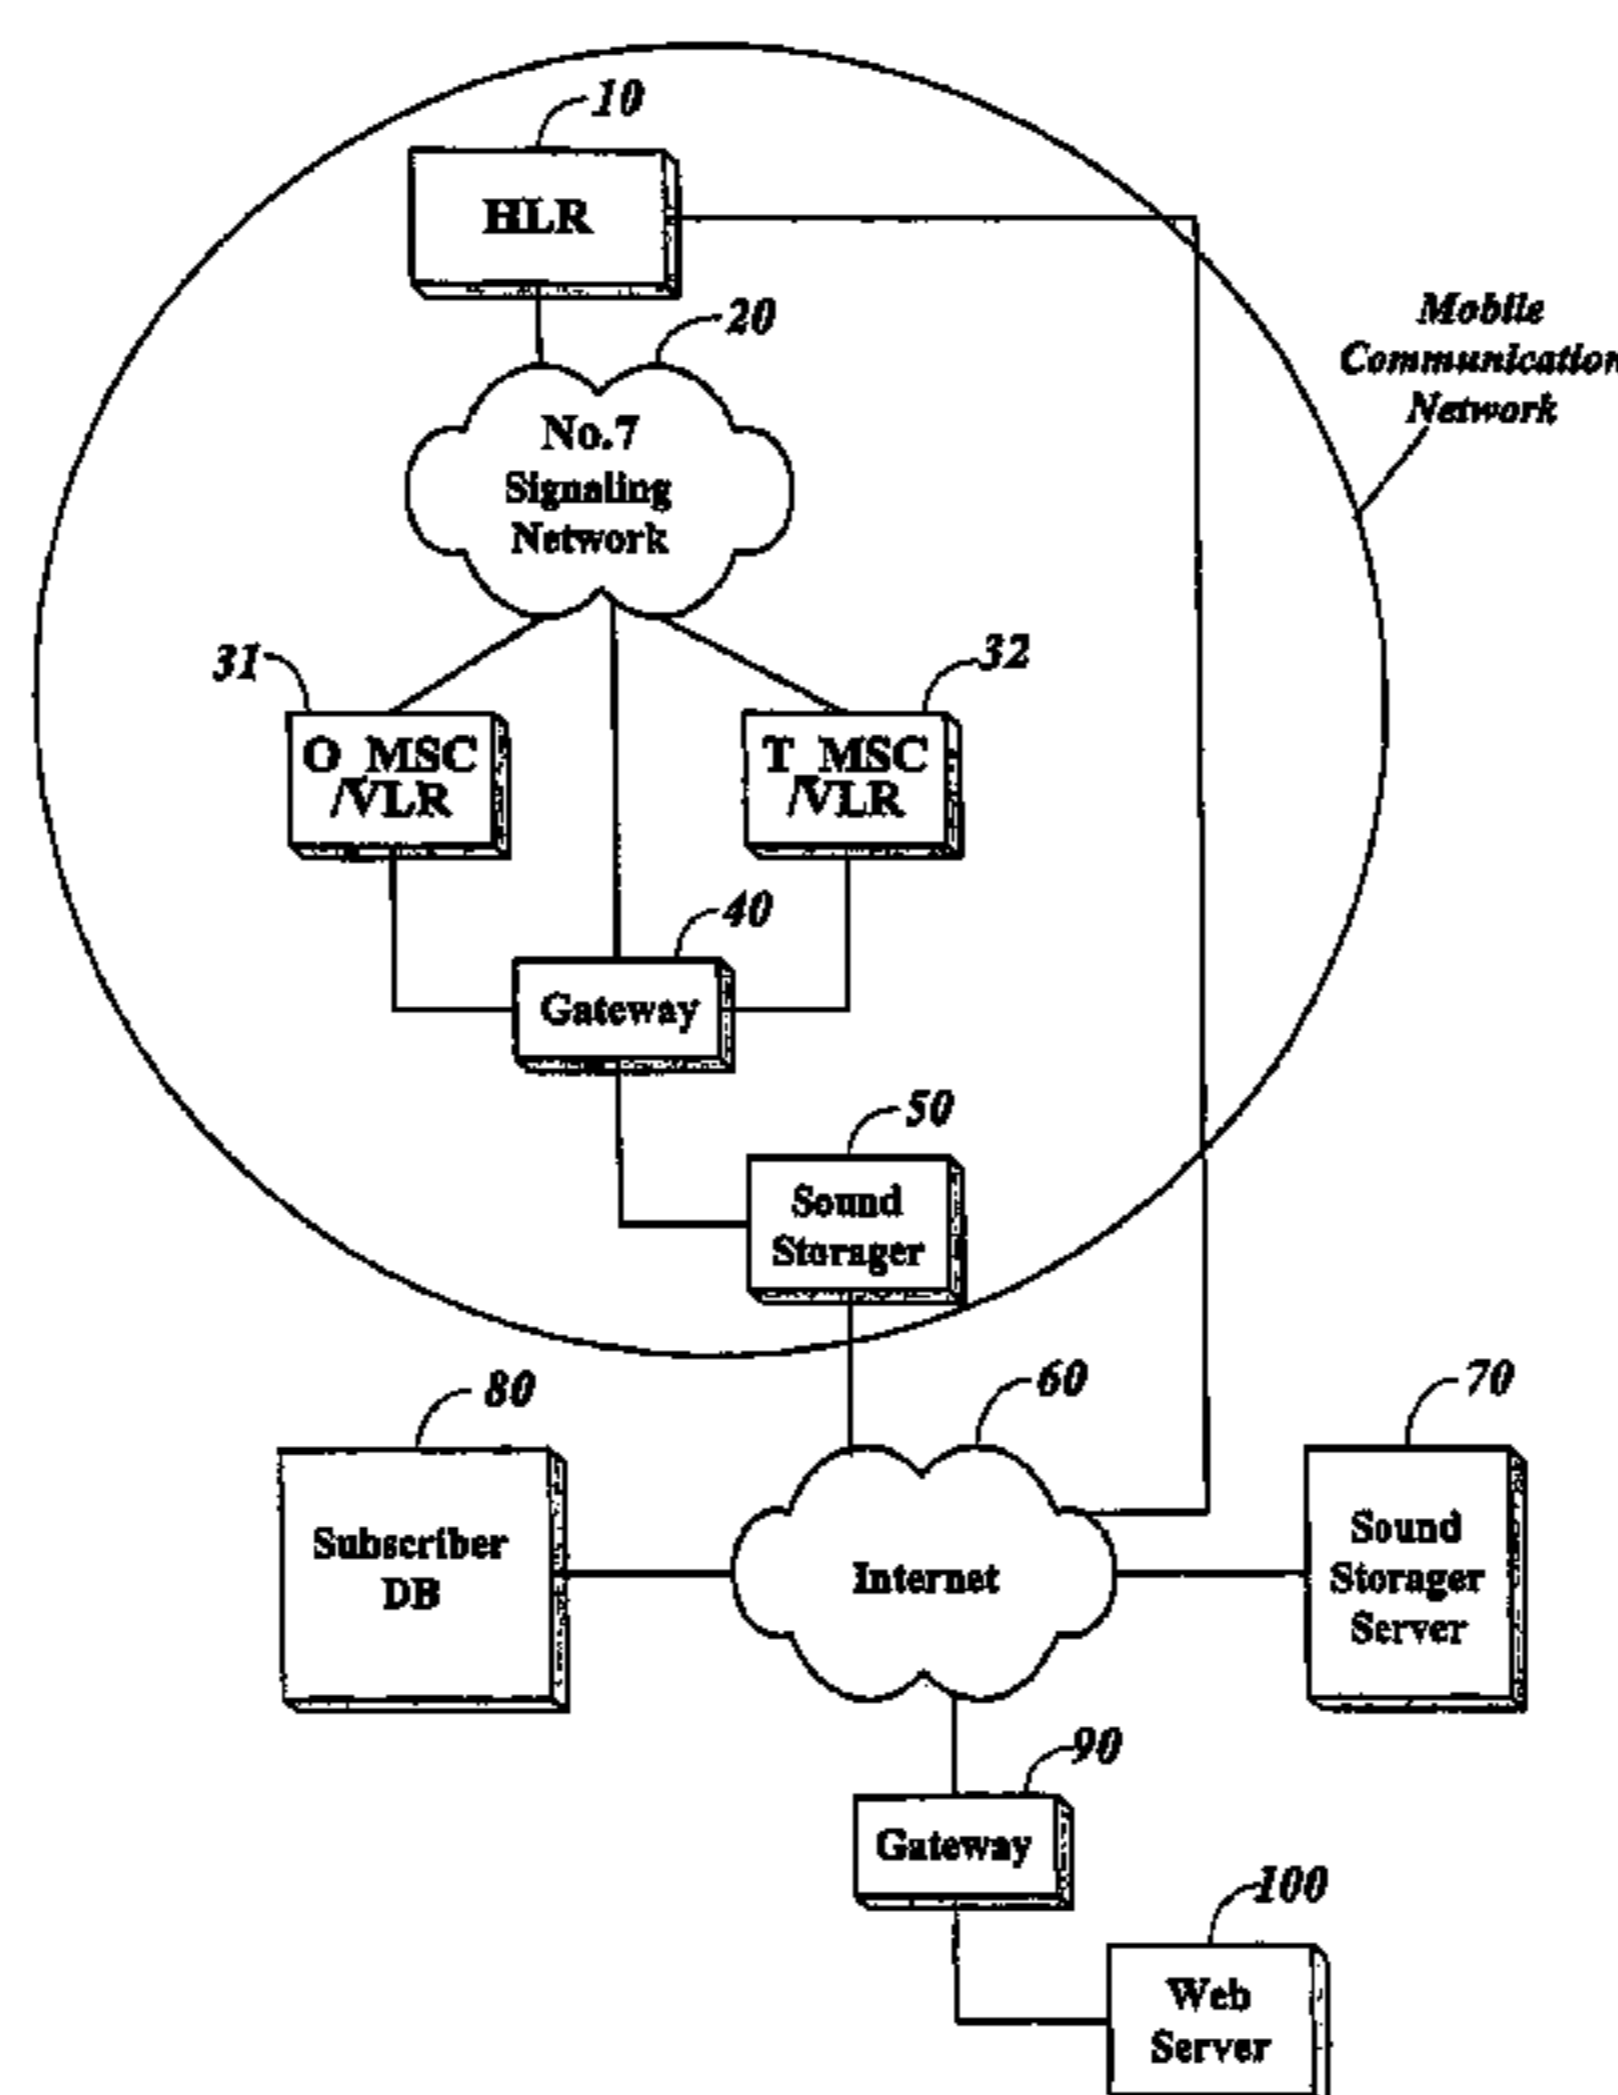 10
HLR
20
Mobile
Communication
Network
No.7
Signaling
Network
31
32
O_MSC
/VLR
T_MSC
/VLR
40
Gateway
50
Sound
Storager
80
60
70
Subscriber
DB
Internet
Sound
Storager
Server
90
Gateway
100
Web
Server